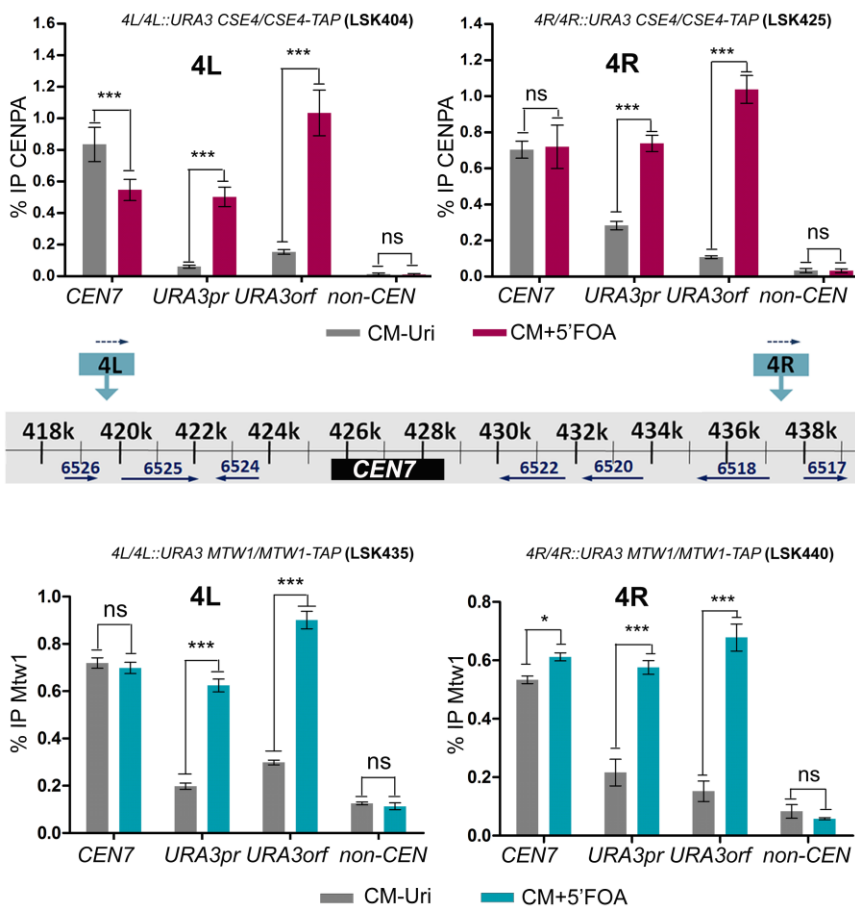 4L/4L::URA3 CSE4/CSE4-TAP (LSK404)
4L
% IP CENPA
1.6
1.4
1.2
1.0
0.8
0.6
0.4
0.2
0.0
***
***
***
ns
CEN7 URA3pr URA3orf non-CEN
4R/4R::URA3 CSE4/CSE4-TAP (LSK425)
4R
% IP CENPA
1.4
1.2
1.0
0.8
0.6
0.4
0.2
0.0
ns
***
***
ns
CEN7 URA3pr URA3orf non-CEN
CM-Uri CM+5'FOA
4L 4R
418k 420k 422k 424k 426k 428k 430k 432k 434k 436k 438k
6526 6525 6524 CEN7 6522 6520 6518 6517
4L/4L::URA3 MTW1/MTW1-TAP (LSK435)
4L
% IP Mtw1
1.0
0.8
0.6
0.4
0.2
0.0
ns
***
***
ns
CEN7 URA3pr URA3orf non-CEN
4R/4R::URA3 MTW1/MTW1-TAP (LSK440)
4R
% IP Mtw1
0.8
0.6
0.4
0.2
0.0
*
***
***
ns
CEN7 URA3pr URA3orf non-CEN
CM-Uri CM+5'FOA